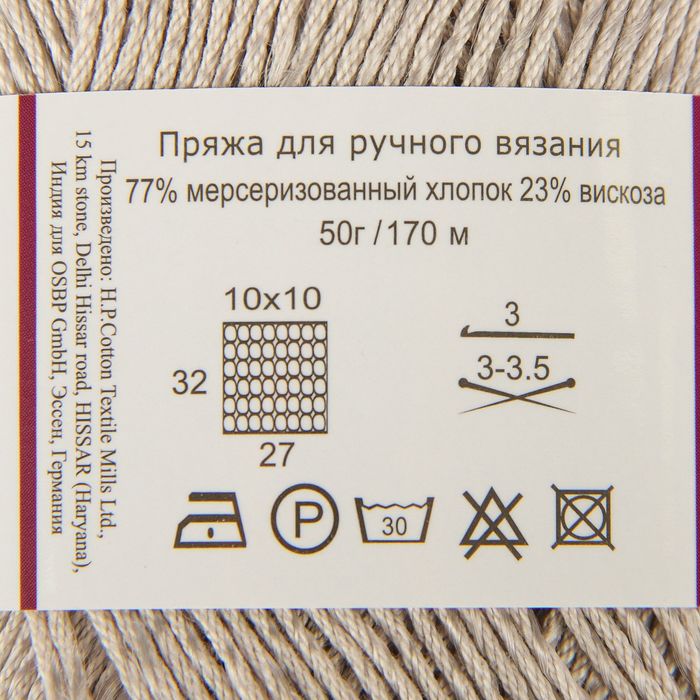 Пряжа для ручного вязания
77% мерсеризованный хлопок 23% вискоза
50г/170 м
10x10
32
27
3
3-3.5
P
30
Произведено: H.P.Cotton Textile Mills Ltd.,
15 km stone, Delhi Hissar road, HISSAR (Haryana),
Индия для OSBP GmbH, Эссен, Германия